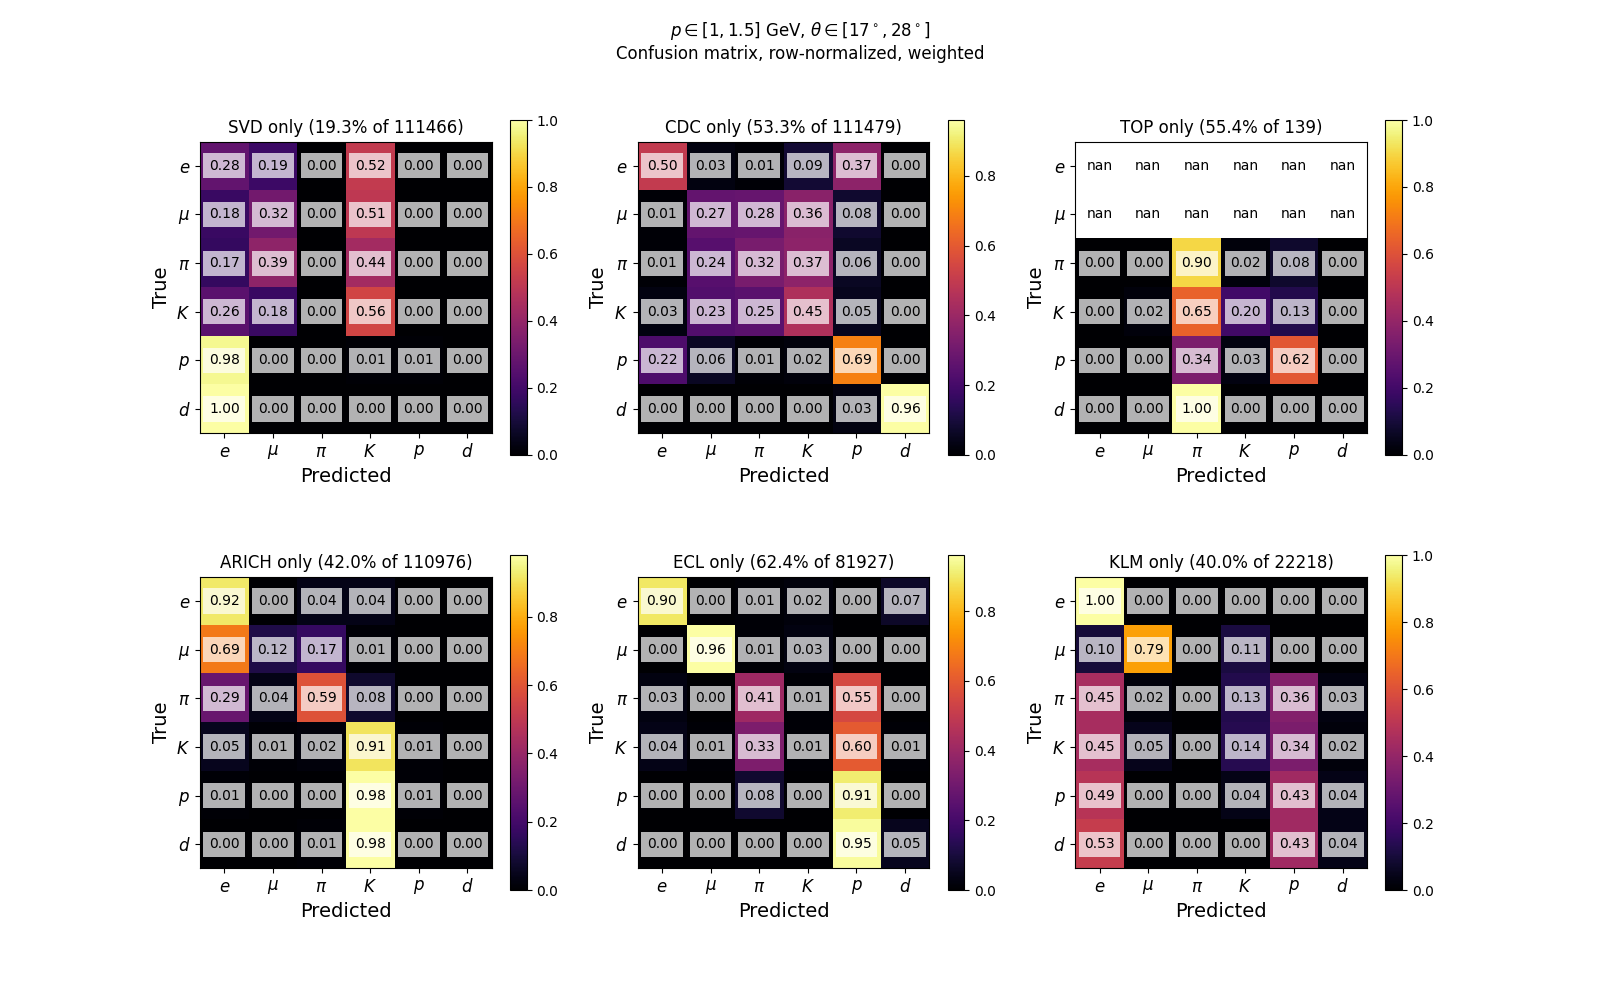 p ∈ [1, 1.5] GeV, θ ∈ [17°, 28°]
Confusion matrix, row-normalized, weighted
SVD only (19.3% of 111466)
e 0.28 0.19 0.00 0.52 0.00 0.00
μ 0.18 0.32 0.00 0.51 0.00 0.00
π 0.17 0.39 0.00 0.44 0.00 0.00
K 0.26 0.18 0.00 0.56 0.00 0.00
p 0.98 0.00 0.00 0.01 0.01 0.00
d 1.00 0.00 0.00 0.00 0.00 0.00
e μ π K p d
True
Predicted
1.0
0.8
0.6
0.4
0.2
0.0
CDC only (53.3% of 111479)
e 0.50 0.03 0.01 0.09 0.37 0.00
μ 0.01 0.27 0.28 0.36 0.08 0.00
π 0.01 0.24 0.32 0.37 0.06 0.00
K 0.03 0.23 0.25 0.45 0.05 0.00
p 0.22 0.06 0.01 0.02 0.69 0.00
d 0.00 0.00 0.00 0.00 0.03 0.96
e μ π K p d
True
Predicted
0.8
0.6
0.4
0.2
0.0
TOP only (55.4% of 139)
e nan nan nan nan nan nan
μ nan nan nan nan nan nan
π 0.00 0.00 0.90 0.02 0.08 0.00
K 0.00 0.02 0.65 0.20 0.13 0.00
p 0.00 0.00 0.34 0.03 0.62 0.00
d 0.00 0.00 1.00 0.00 0.00 0.00
e μ π K p d
True
Predicted
1.0
0.8
0.6
0.4
0.2
0.0
ARICH only (42.0% of 110976)
e 0.92 0.00 0.04 0.04 0.00 0.00
μ 0.69 0.12 0.17 0.01 0.00 0.00
π 0.29 0.04 0.59 0.08 0.00 0.00
K 0.05 0.01 0.02 0.91 0.01 0.00
p 0.01 0.00 0.00 0.98 0.01 0.00
d 0.00 0.00 0.01 0.98 0.00 0.00
e μ π K p d
True
Predicted
0.8
0.6
0.4
0.2
0.0
ECL only (62.4% of 81927)
e 0.90 0.00 0.01 0.02 0.00 0.07
μ 0.00 0.96 0.01 0.03 0.00 0.00
π 0.03 0.00 0.41 0.01 0.55 0.00
K 0.04 0.01 0.33 0.01 0.60 0.01
p 0.00 0.00 0.08 0.00 0.91 0.00
d 0.00 0.00 0.00 0.00 0.95 0.05
e μ π K p d
True
Predicted
0.8
0.6
0.4
0.2
0.0
KLM only (40.0% of 22218)
e 1.00 0.00 0.00 0.00 0.00 0.00
μ 0.10 0.79 0.00 0.11 0.00 0.00
π 0.45 0.02 0.00 0.13 0.36 0.03
K 0.45 0.05 0.00 0.14 0.34 0.02
p 0.49 0.00 0.00 0.04 0.43 0.04
d 0.53 0.00 0.00 0.00 0.43 0.04
e μ π K p d
True
Predicted
1.0
0.8
0.6
0.4
0.2
0.0